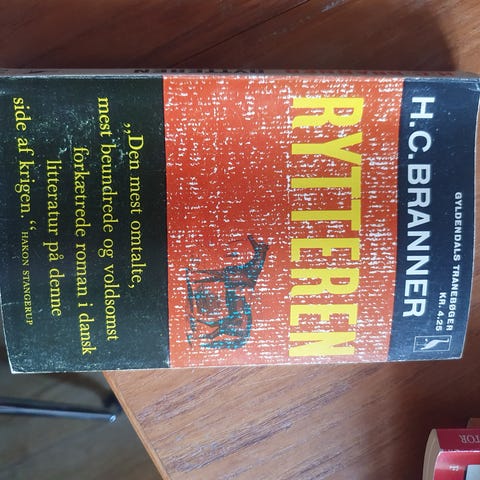 GYLDENDALS TRANEBØGER
KR. 4.25
H.C.BRANNER
RYTTEREN
„Den mest omtalte,
mest beundrede og voldsomst
forkætrede roman i dansk
litteratur på denne
side af krigen.“ HAKON STANGERUP
RYTTEREN